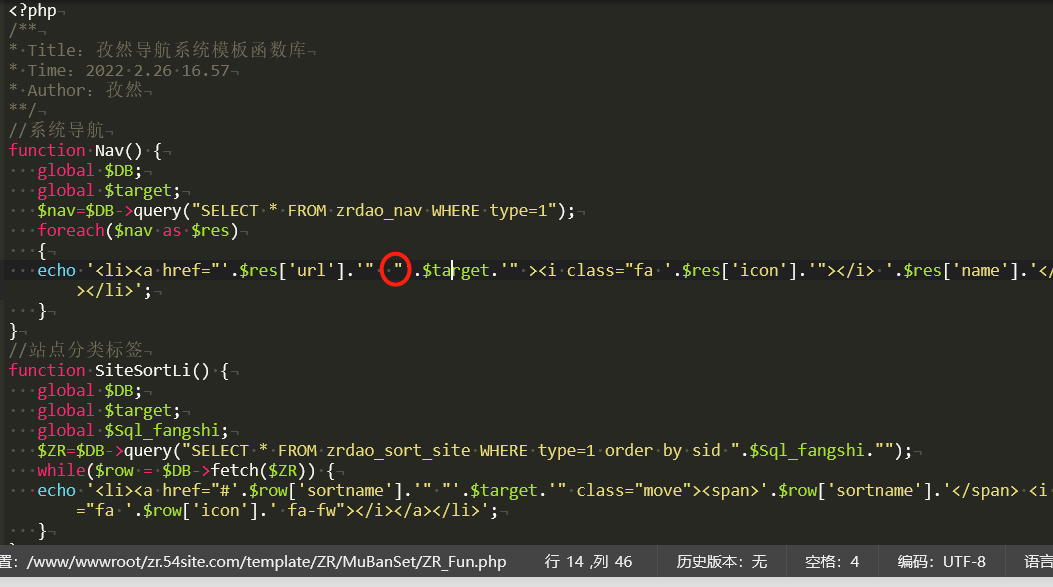 <?php
/**
* Title：孜然导航系统模板函数库
* Time：2022 2.26 16.57
* Author：孜然
**/
//系统导航
function Nav() {
global $DB;
global $target;
$nav=$DB->query("SELECT * FROM zrdao_nav WHERE type=1");
foreach($nav as $res)
{
echo '<li><a href="'.$res['url'].'" "'.$target.'" ><i class="fa '.$res['icon'].'"></i> '.$res['name'].'</
></li>';
}
}
//站点分类标签
function SiteSortLi() {
global $DB;
global $target;
global $Sql_fangshi;
$ZR=$DB->query("SELECT * FROM zrdao_sort_site WHERE type=1 order by sid ".$Sql_fangshi."");
while($row = $DB->fetch($ZR)) {
echo '<li><a href="#'.$row['sortname'].'" "'.$target.'" class="move"><span>'.$row['sortname'].'</span> <i
="fa '.$row['icon'].' fa-fw"></i></a></li>';
}
置：/www/wwwroot/zr.54site.com/template/ZR/MuBanSet/ZR_Fun.php 行 14 ,列 46 历史版本：无 空格：4 编码：UTF-8 语言